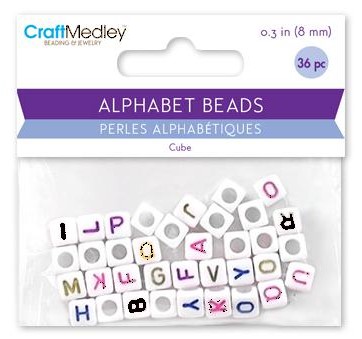 CraftMedley
BEADING & JEWELRY
0.3 in (8 mm)
36 pc
ALPHABET BEADS
PERLES ALPHABÉTIQUES
Cube
I L P J O R
O A
M K F G F V Y O U
H B Y K O O